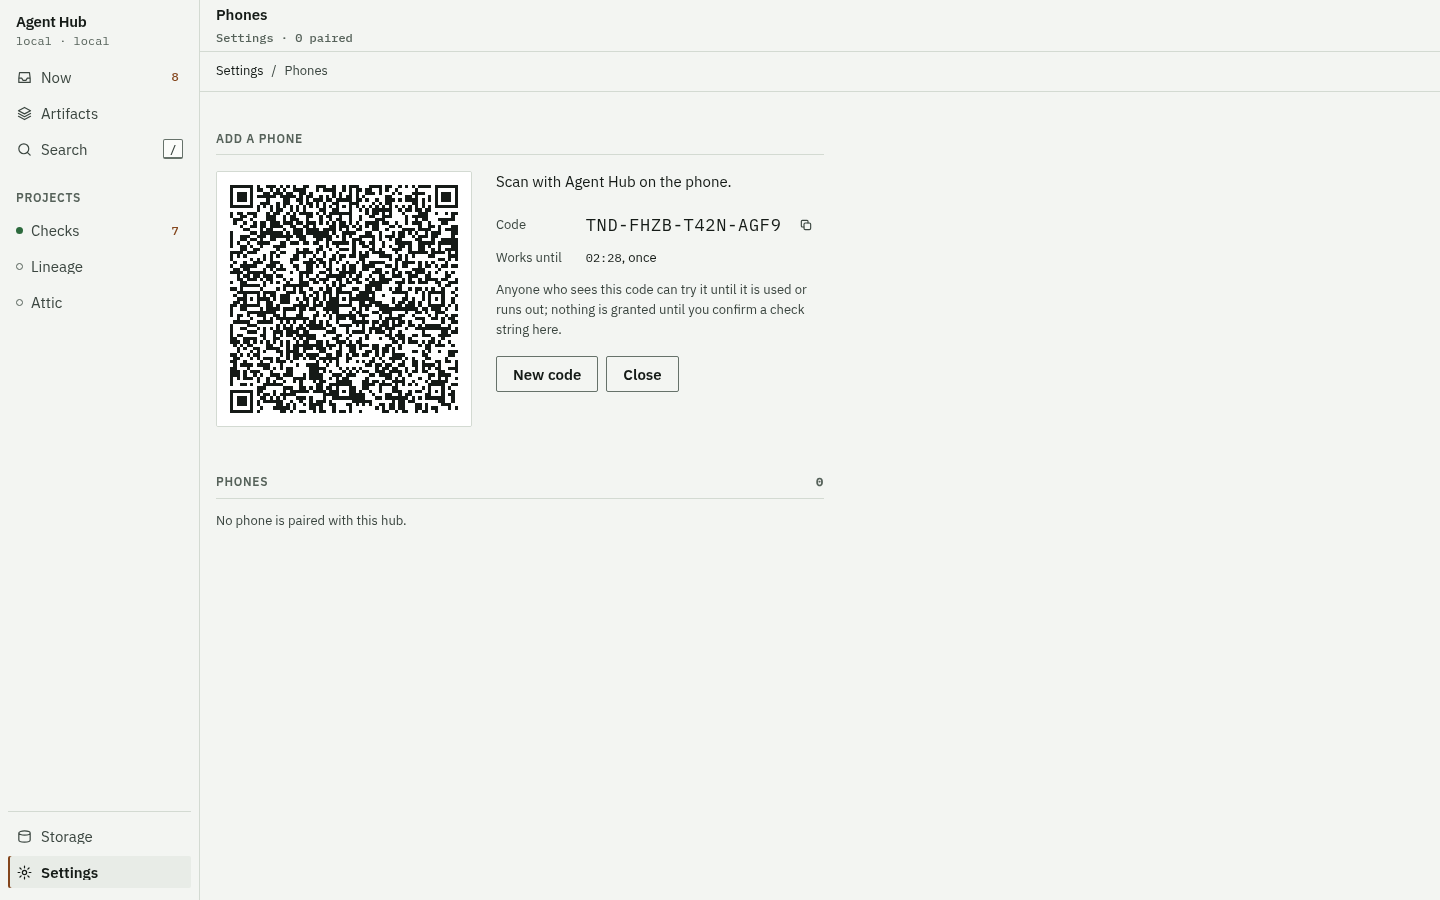 Agent Hub
local · local
Now 8
Artifacts
Search /
PROJECTS
Checks 7
Lineage
Attic
Storage
Settings
Phones
Settings · 0 paired
Settings / Phones
ADD A PHONE
Scan with Agent Hub on the phone.
Code TND-FHZB-T42N-AGF9
Works until 02:28, once
Anyone who sees this code can try it until it is used or
runs out; nothing is granted until you confirm a check
string here.
New code Close
PHONES 0
No phone is paired with this hub.